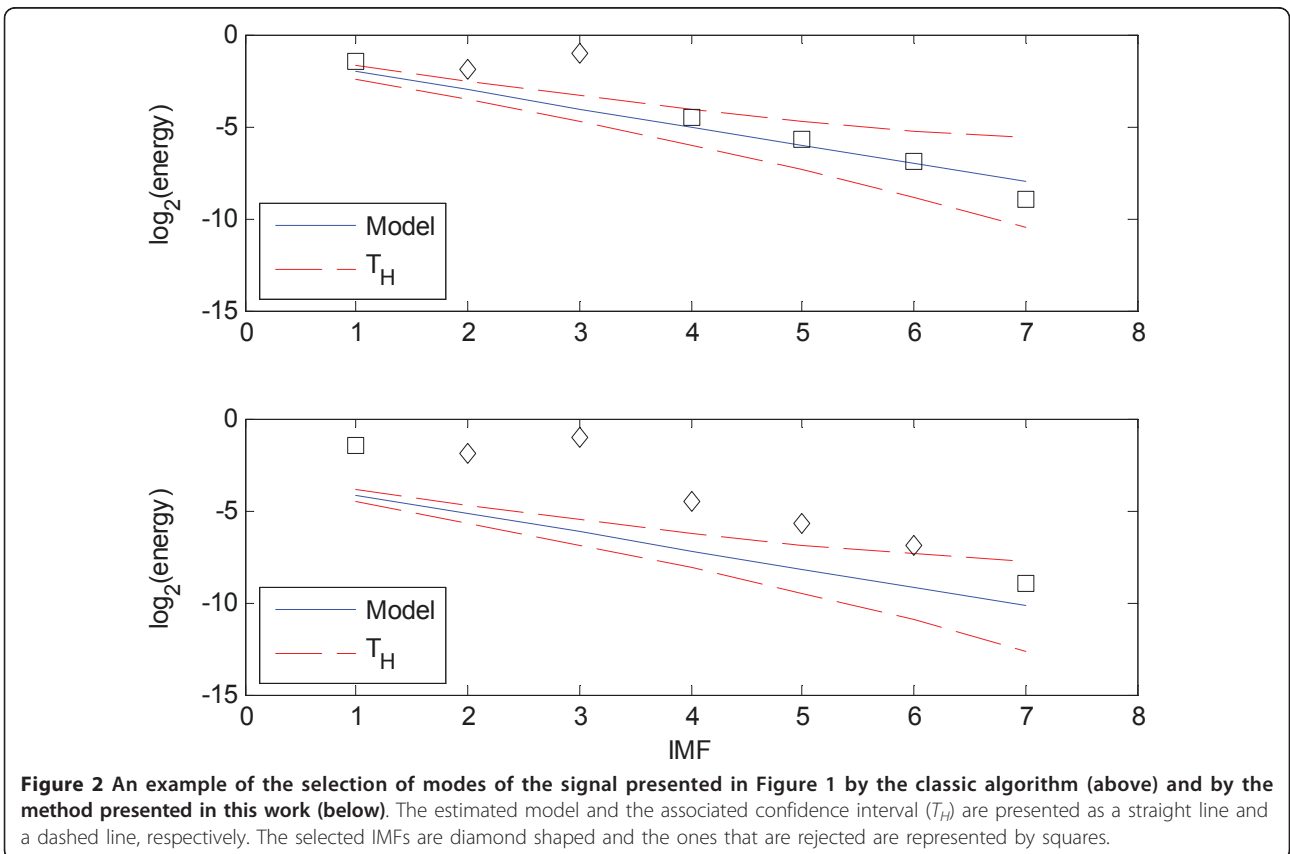 0
-5
-10
-15
log2(energy)
Model
TH
0 1 2 3 4 5 6 7 8
0
-5
-10
-15
log2(energy)
Model
TH
0 1 2 3 4 5 6 7 8
IMF
Figure 2 An example of the selection of modes of the signal presented in Figure 1 by the classic algorithm (above) and by the
method presented in this work (below). The estimated model and the associated confidence interval (TH) are presented as a straight line and
a dashed line, respectively. The selected IMFs are diamond shaped and the ones that are rejected are represented by squares.